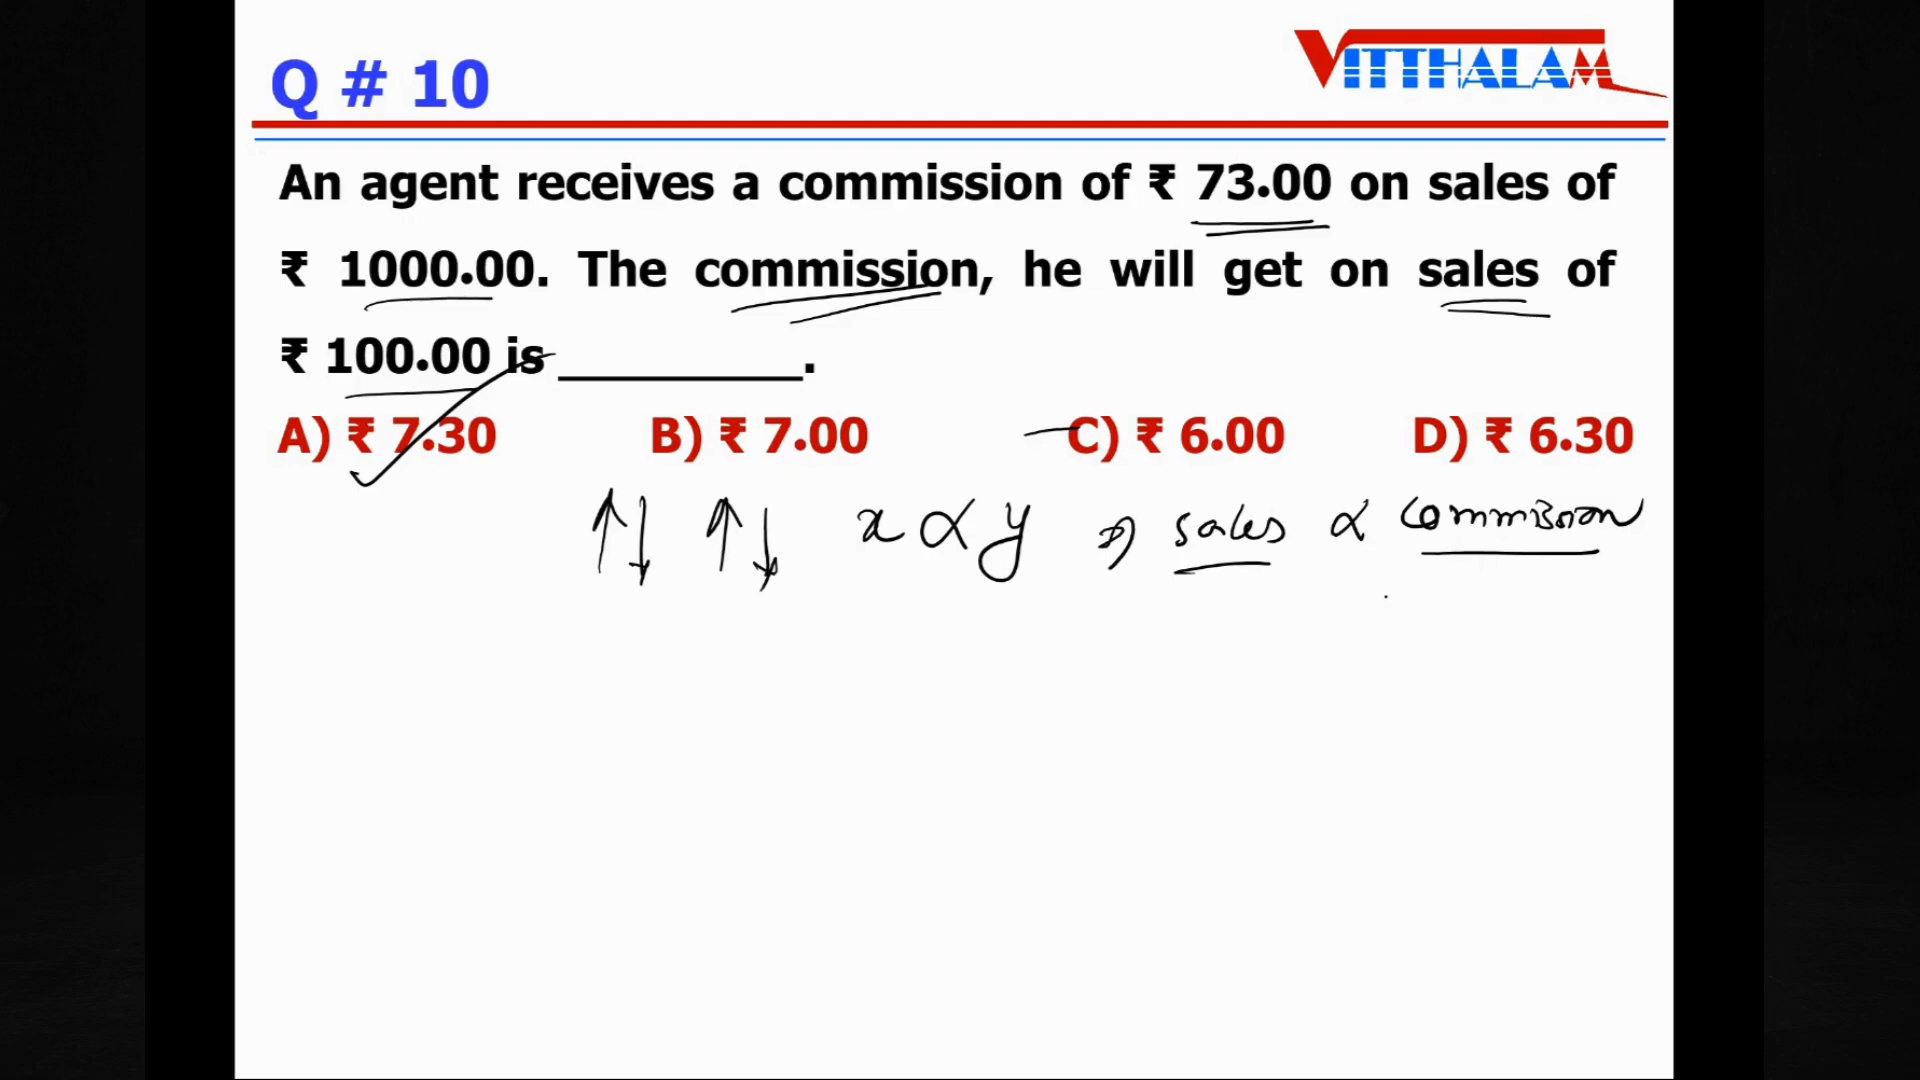 Q # 10
VITTHALAM
An agent receives a commission of ₹ 73.00 on sales of
₹ 1000.00. The commission, he will get on sales of
₹ 100.00 is __________.
A) ₹ 7.30 B) ₹ 7.00 C) ₹ 6.00 D) ₹ 6.30
↑↓ ↑↓ x ∝ y ⇒ sales ∝ commission